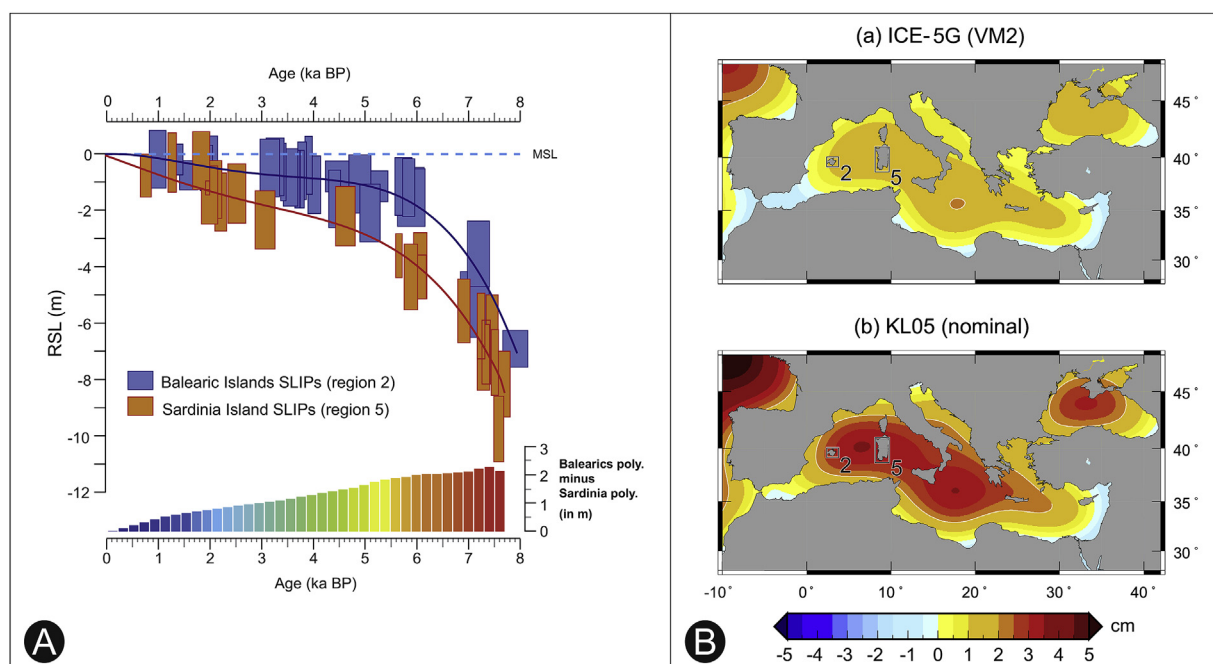 Age (ka BP)
0 1 2 3 4 5 6 7 8
0
-2
-4
-6
-8
-10
-12
RSL (m)
MSL
Balearic Islands SLIPs (region 2)
Sardinia Island SLIPs (region 5)
3
2
1
0
Balearics poly.
minus
Sardinia poly.
(in m)
0 1 2 3 4 5 6 7 8
Age (ka BP)
A
(a) ICE-5G (VM2)
45°
40°
35°
30°
2
5
(b) KL05 (nominal)
45°
40°
35°
30°
2
5
-10° 0° 10° 20° 30° 40°
-5 -4 -3 -2 -1 0 1 2 3 4 5
cm
B